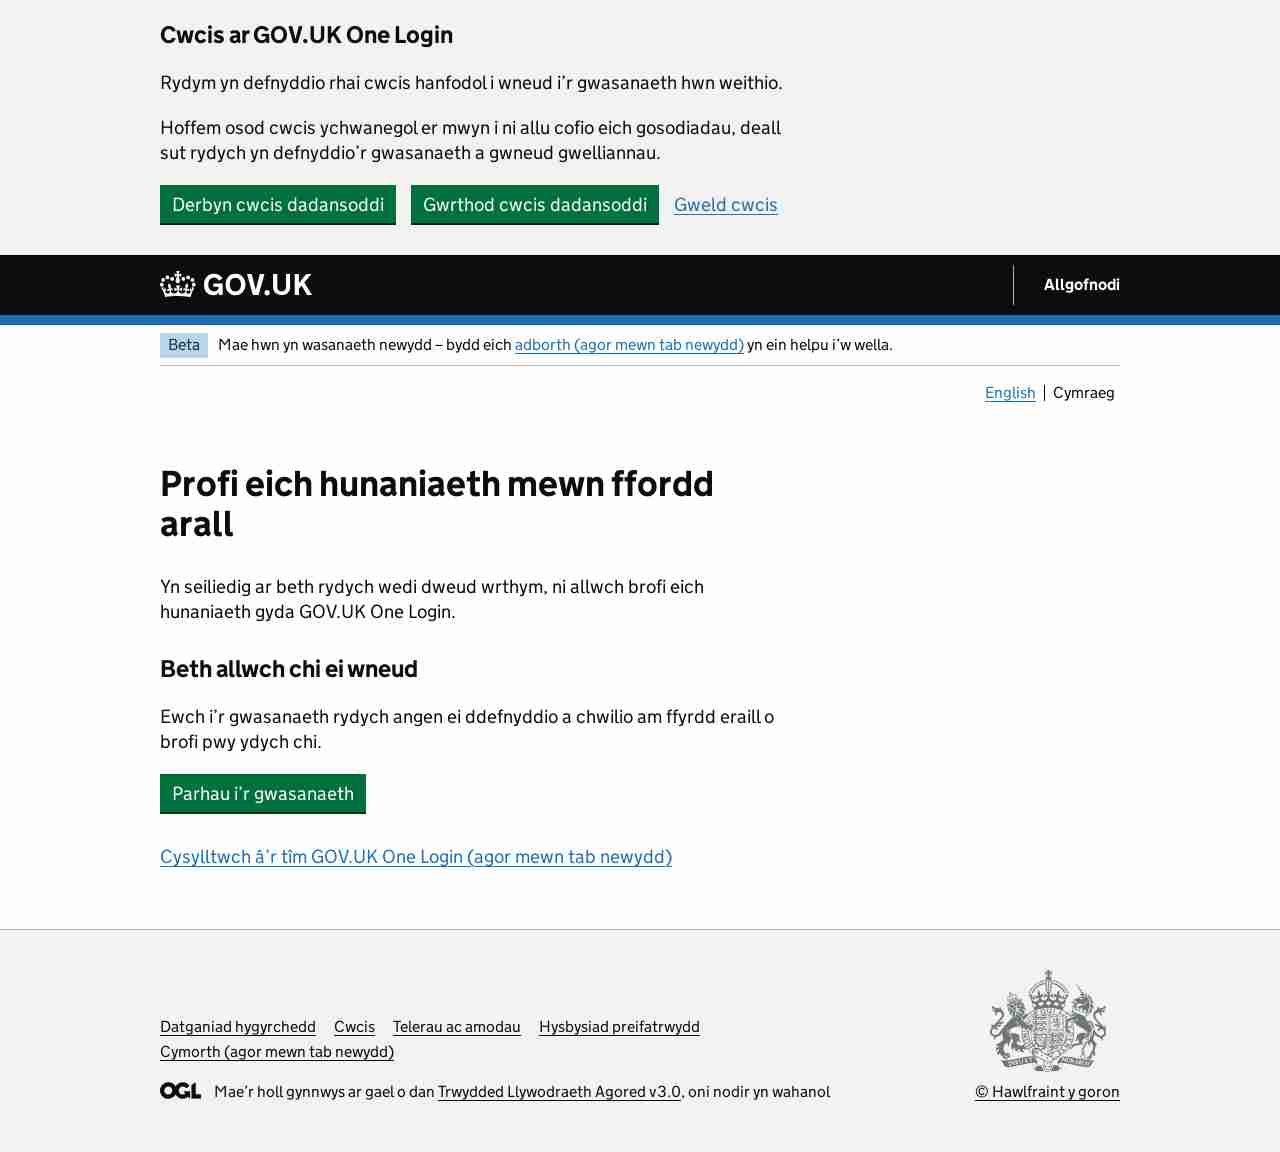 Cwcis ar GOV.UK One Login
Rydym yn defnyddio rhai cwcis hanfodol i wneud i’r gwasanaeth hwn weithio.
Hoffem osod cwcis ychwanegol er mwyn i ni allu cofio eich gosodiadau, deall
sut rydych yn defnyddio’r gwasanaeth a gwneud gwelliannau.
Derbyn cwcis dadansoddi Gwrthod cwcis dadansoddi Gweld cwcis
GOV.UK Allgofnodi
Beta Mae hwn yn wasanaeth newydd – bydd eich adborth (agor mewn tab newydd) yn ein helpu i’w wella.
English Cymraeg
Profi eich hunaniaeth mewn ffordd
arall
Yn seiliedig ar beth rydych wedi dweud wrthym, ni allwch brofi eich
hunaniaeth gyda GOV.UK One Login.
Beth allwch chi ei wneud
Ewch i’r gwasanaeth rydych angen ei ddefnyddio a chwilio am ffyrdd eraill o
brofi pwy ydych chi.
Parhau i’r gwasanaeth
Cysylltwch â’r tîm GOV.UK One Login (agor mewn tab newydd)
Datganiad hygyrchedd Cwcis Telerau ac amodau Hysbysiad preifatrwydd
Cymorth (agor mewn tab newydd)
OGL Mae’r holl gynnwys ar gael o dan Trwydded Llywodraeth Agored v3.0, oni nodir yn wahanol
© Hawlfraint y goron